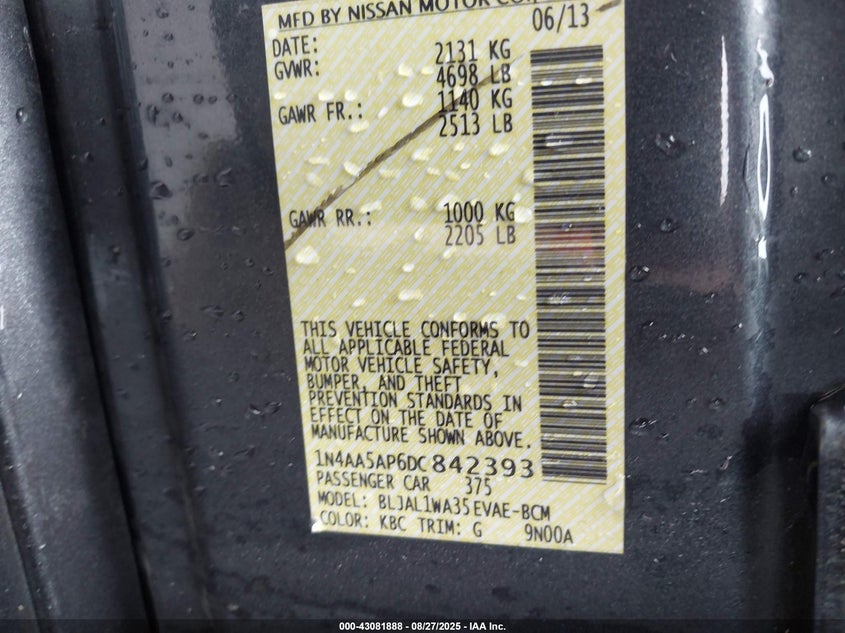 MFD BY NISSAN MOTOR CO.,
DATE: 06/13
GVWR: 2131 KG
4698 LB
GAWR FR.: 1140 KG
2513 LB
GAWR RR.: 1000 KG
2205 LB
THIS VEHICLE CONFORMS TO
ALL APPLICABLE FEDERAL
MOTOR VEHICLE SAFETY,
BUMPER, AND THEFT
PREVENTION STANDARDS IN
EFFECT ON THE DATE OF
MANUFACTURE SHOWN ABOVE.
1N4AA5AP6DC842393
PASSENGER CAR 375
MODEL: BLJAL1WA35EVAE-BCM
COLOR: KBC TRIM: G 9N00A
000-43081888 - 08/27/2025 - IAA Inc.